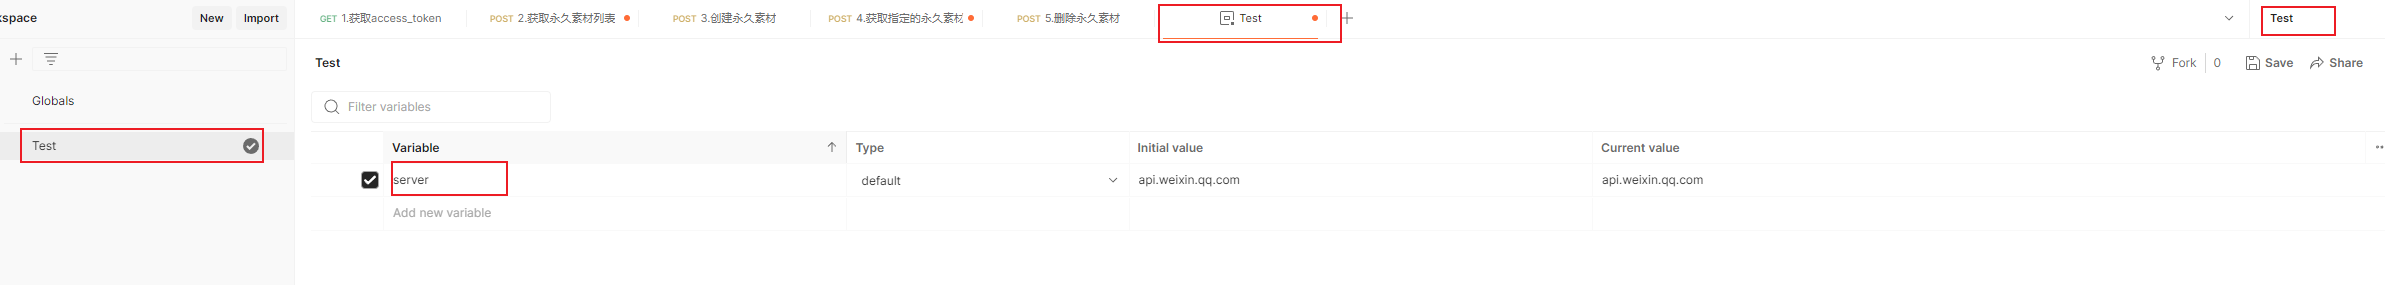 kspace New Import GET 1.获取access_token POST 2.获取永久素材列表 POST 3.创建永久素材 POST 4.获取指定的永久素材 POST 5.删除永久素材 Test Test
Test Fork 0 Save Share
Filter variables
Globals
Test
Variable Type Initial value Current value
server default api.weixin.qq.com api.weixin.qq.com
Add new variable